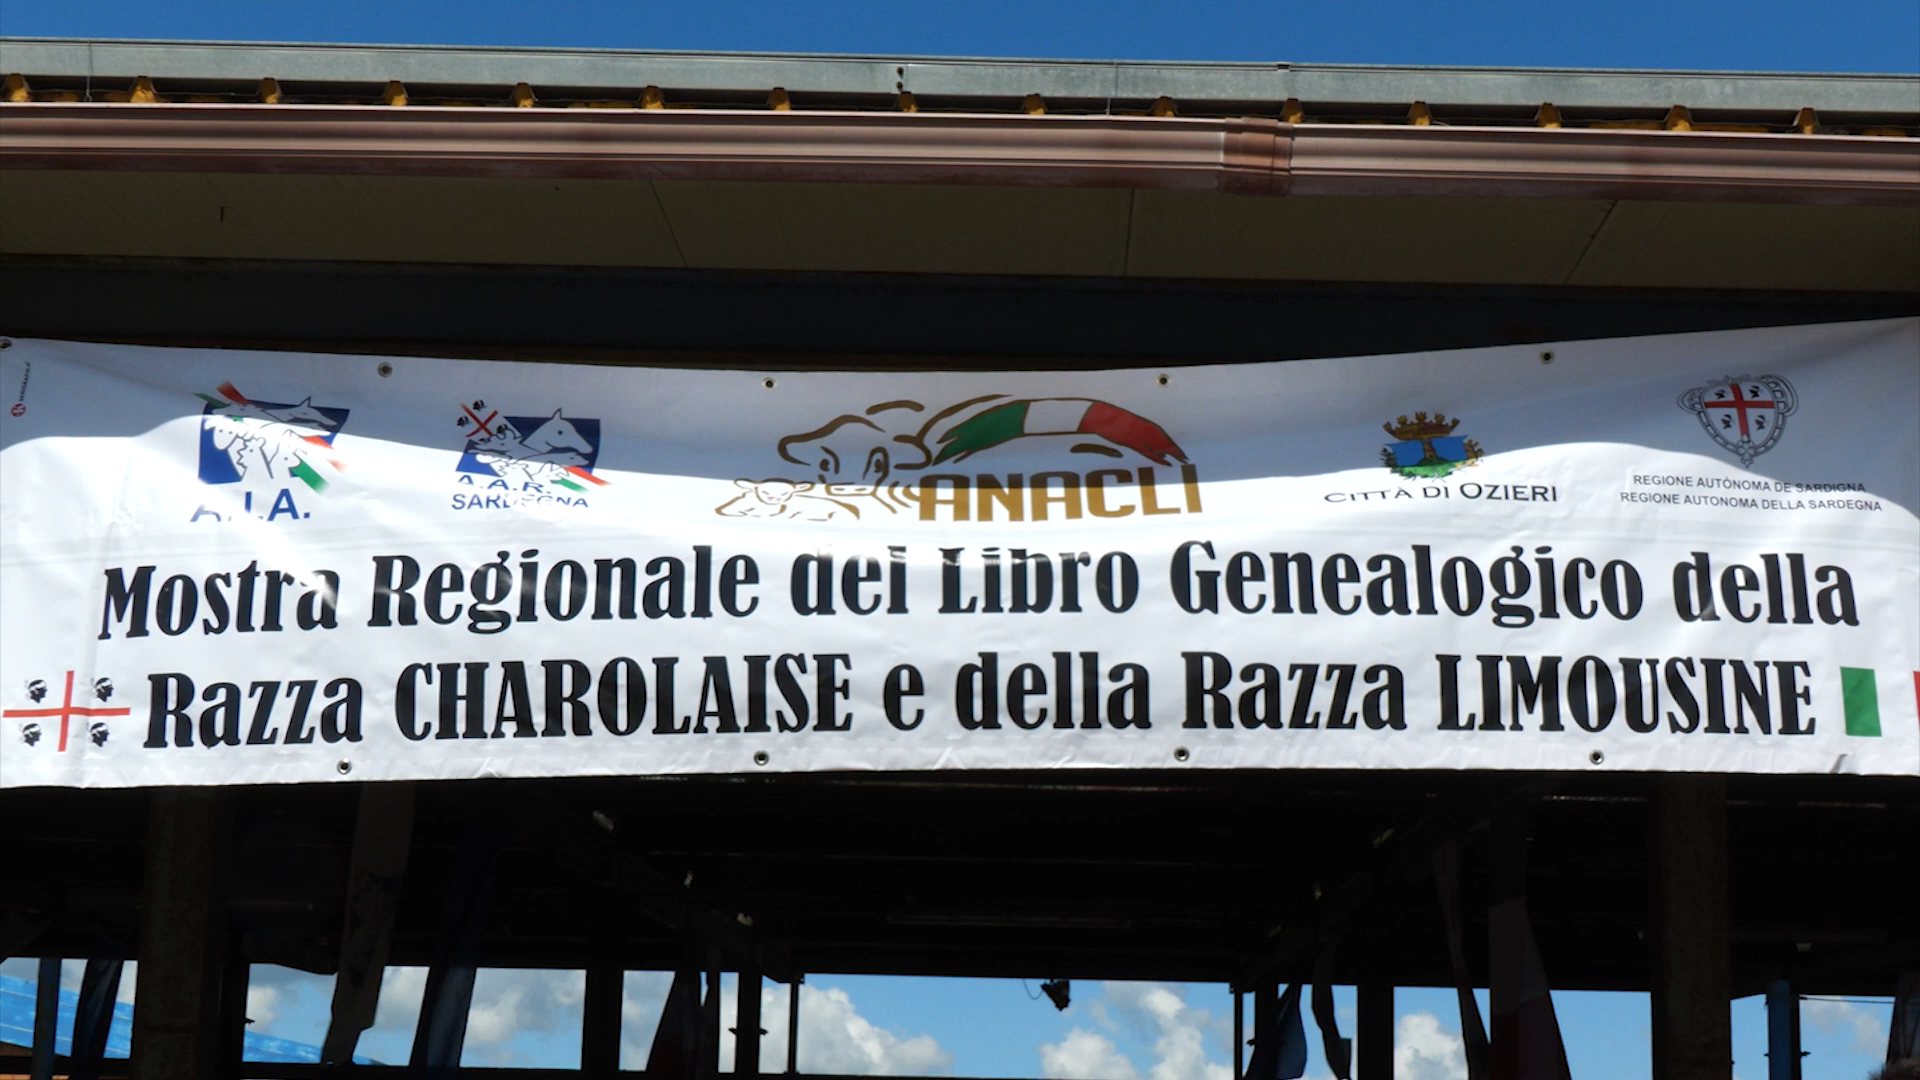 A.I.A.
A.A.R.
SARDEGNA
ANACLI
CITTÀ DI OZIERI
REGIONE AUTÒNOMA DE SARDIGNA
REGIONE AUTONOMA DELLA SARDEGNA
Mostra Regionale del Libro Genealogico della
Razza CHAROLAISE e della Razza LIMOUSINE